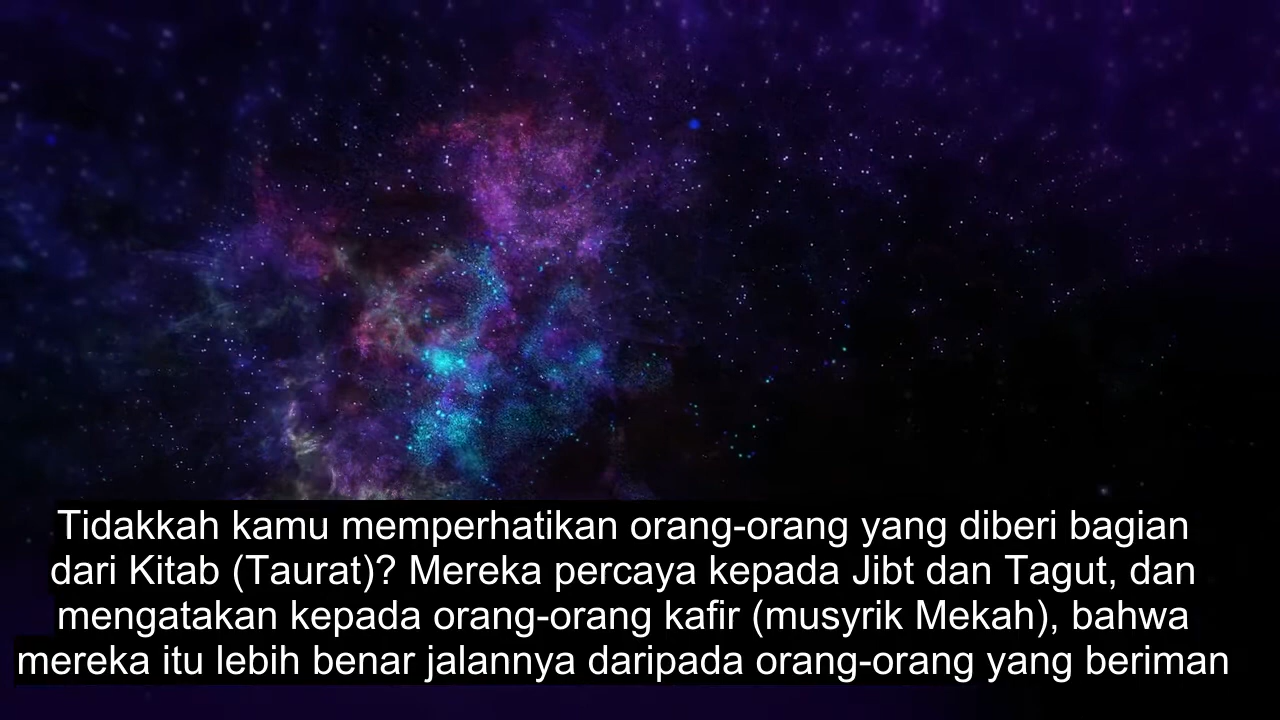 Tidakkah kamu memperhatikan orang-orang yang diberi bagian
dari Kitab (Taurat)? Mereka percaya kepada Jibt dan Tagut, dan
mengatakan kepada orang-orang kafir (musyrik Mekah), bahwa
mereka itu lebih benar jalannya daripada orang-orang yang beriman